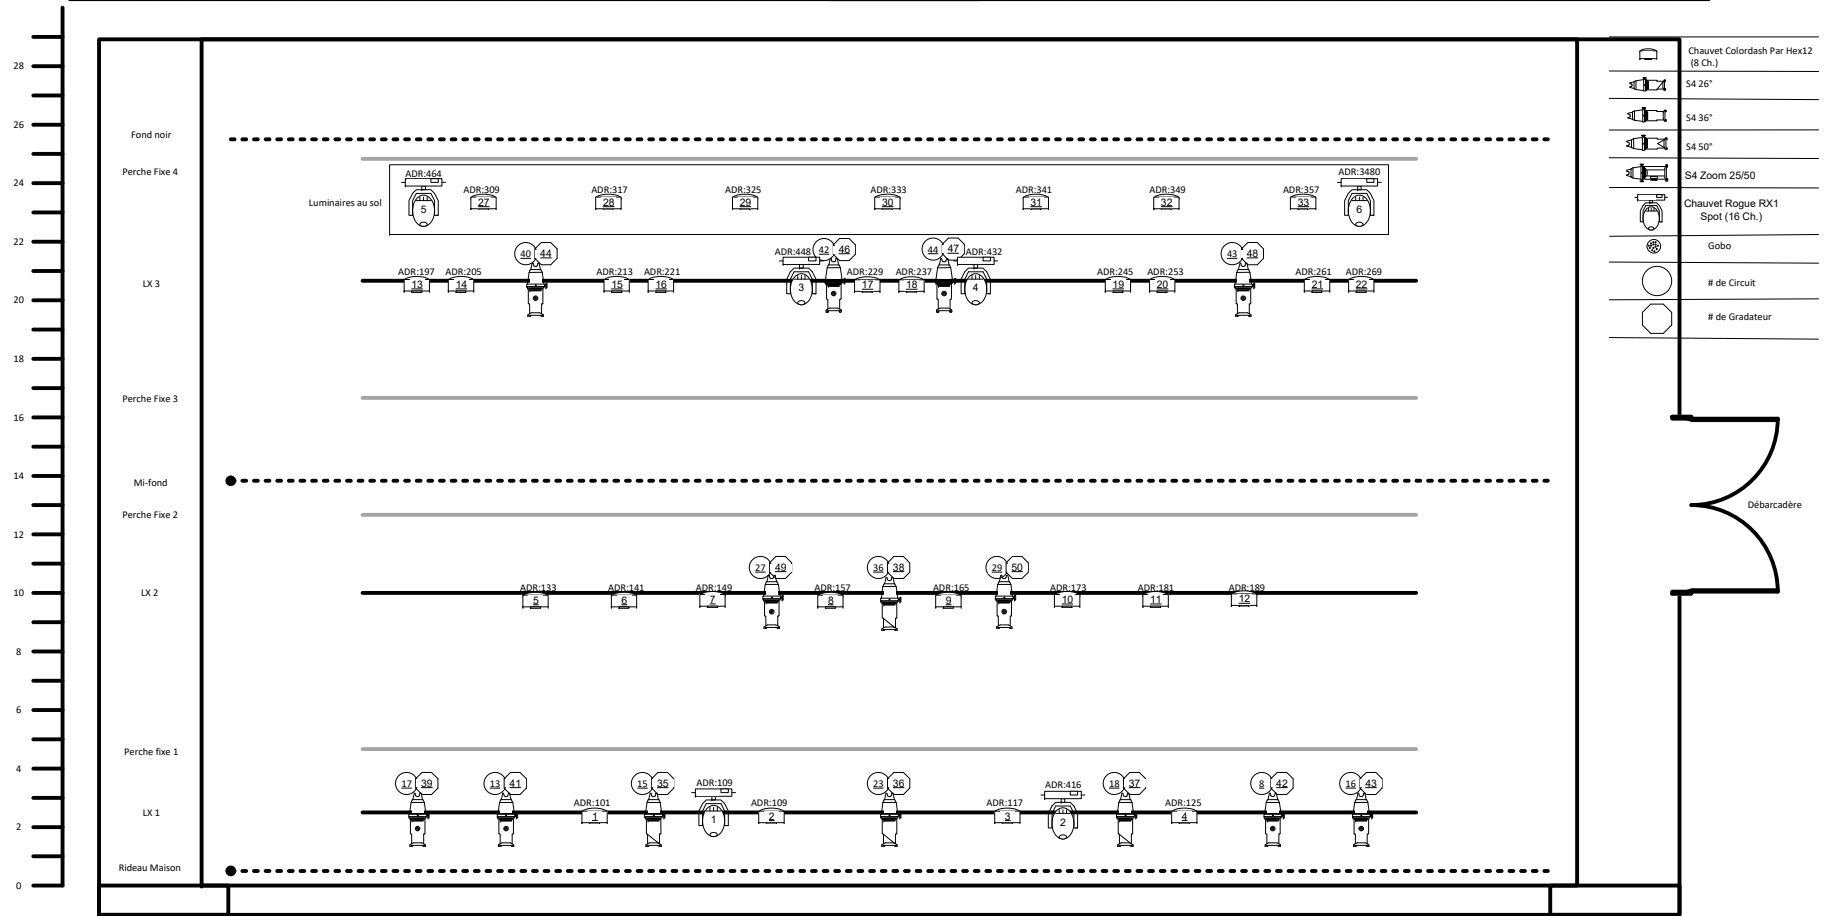 28
26
24
22
20
18
16
14
12
10
8
6
4
2
0
Fond noir
Perche Fixe 4
Luminaires au sol
ADR:464
5
ADR:309
27
ADR:317
28
ADR:325
29
ADR:333
30
ADR:341
31
ADR:349
32
ADR:357
33
ADR:3480
6
LX 3
ADR:197
13
ADR:205
14
40 44
ADR:213
15
ADR:221
16
ADR:448
3
42 46
ADR:229
17
ADR:237
18
44 47
ADR:432
4
ADR:245
19
ADR:253
20
43 48
ADR:261
21
ADR:269
22
Perche Fixe 3
Mi-fond
Perche Fixe 2
LX 2
ADR:133
5
ADR:141
6
ADR:149
7
27 49
ADR:157
8
36 38
ADR:165
9
29 50
ADR:173
10
ADR:181
11
ADR:189
12
Perche fixe 1
LX 1
17 39
13 41
ADR:101
1
15 35
ADR:109
1
ADR:109
2
23 36
ADR:117
3
ADR:416
2
18 37
ADR:125
4
8 42
16 43
Rideau Maison
Chauvet Colordash Par Hex12
(8 Ch.)
S4 26°
S4 36°
S4 50°
S4 Zoom 25/50
Chauvet Rogue RX1
Spot (16 Ch.)
Gobo
# de Circuit
# de Gradateur
Débarcadère